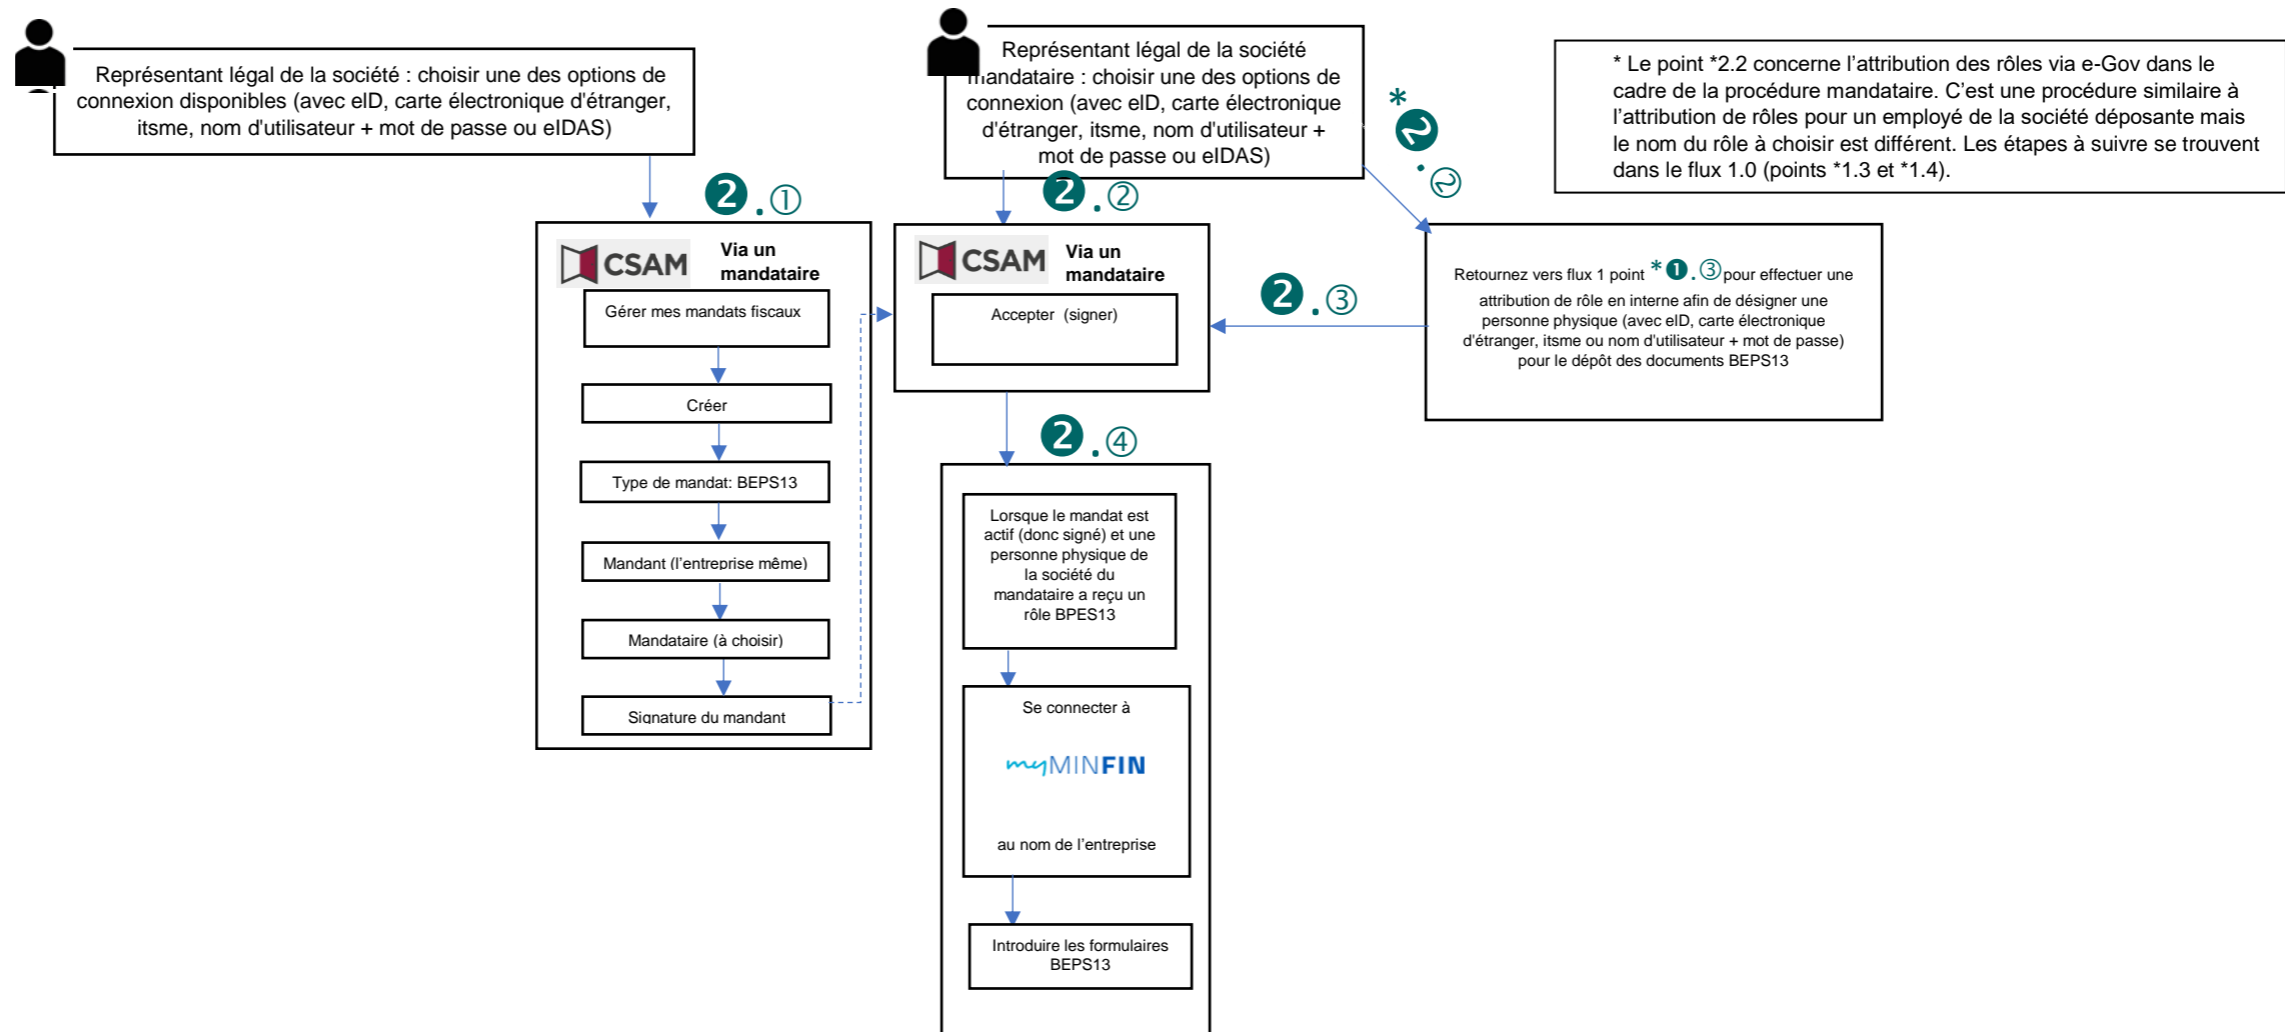 Représentant légal de la société : choisir une des options de
connexion disponibles (avec eID, carte électronique d'étranger,
itsme, nom d'utilisateur + mot de passe ou eIDAS)
Représentant légal de la société
mandataire : choisir une des options de
connexion (avec eID, carte électronique
d'étranger, itsme, nom d'utilisateur +
mot de passe ou eIDAS)
* Le point *2.2 concerne l’attribution des rôles via e-Gov dans le
cadre de la procédure mandataire. C’est une procédure similaire à
l’attribution de rôles pour un employé de la société déposante mais
le nom du rôle à choisir est différent. Les étapes à suivre se trouvent
dans le flux 1.0 (points *1.3 et *1.4).
❷.①
CSAM
Via un
mandataire
Gérer mes mandats fiscaux
Créer
Type de mandat: BEPS13
Mandant (l’entreprise même)
Mandataire (à choisir)
Signature du mandant
❷.②
CSAM
Via un
mandataire
Accepter (signer)
*❷.②
Retournez vers flux 1 point *❶.③ pour effectuer une
attribution de rôle en interne afin de désigner une
personne physique (avec eID, carte électronique
d'étranger, itsme ou nom d'utilisateur + mot de passe)
pour le dépôt des documents BEPS13
❷.③
❷.④
Lorsque le mandat est
actif (donc signé) et une
personne physique de
la société du
mandataire a reçu un
rôle BPES13
Se connecter à
myMINFIN
au nom de l’entreprise
Introduire les formulaires
BEPS13